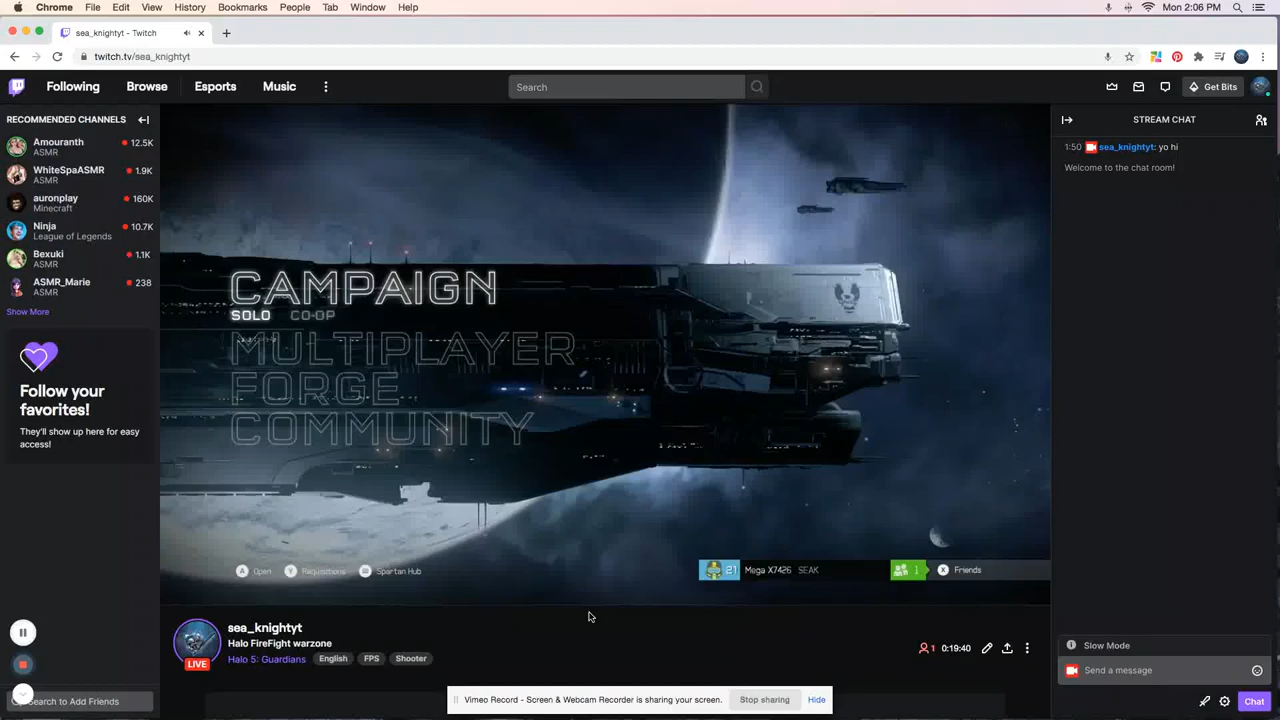 Chrome File Edit View History Bookmarks People Tab Window Help Mon 2:06 PM
sea_knightyt - Twitch
twitch.tv/sea_knightyt
Following Browse Esports Music Search Get Bits
RECOMMENDED CHANNELS
Amouranth 12.5K
ASMR
WhiteSpaASMR 1.9K
ASMR
auronplay 160K
Minecraft
Ninja 10.7K
League of Legends
Bexuki 1.1K
ASMR
ASMR_Marie 238
ASMR
Show More
Follow your
favorites!
They'll show up here for easy
access!
Search to Add Friends
CAMPAIGN
SOLO CO-OP
MULTIPLAYER
FORGE
COMMUNITY
A Open Y Requisitions Spartan Hub
21 Mega X7426 SEAK 1 X Friends
sea_knightyt
Halo FireFight warzone
Halo 5: Guardians English FPS Shooter
LIVE
1 0:19:40
Vimeo Record - Screen & Webcam Recorder is sharing your screen. Stop sharing Hide
STREAM CHAT
1:50 sea_knightyt: yo hi
Welcome to the chat room!
Slow Mode
Send a message
Chat